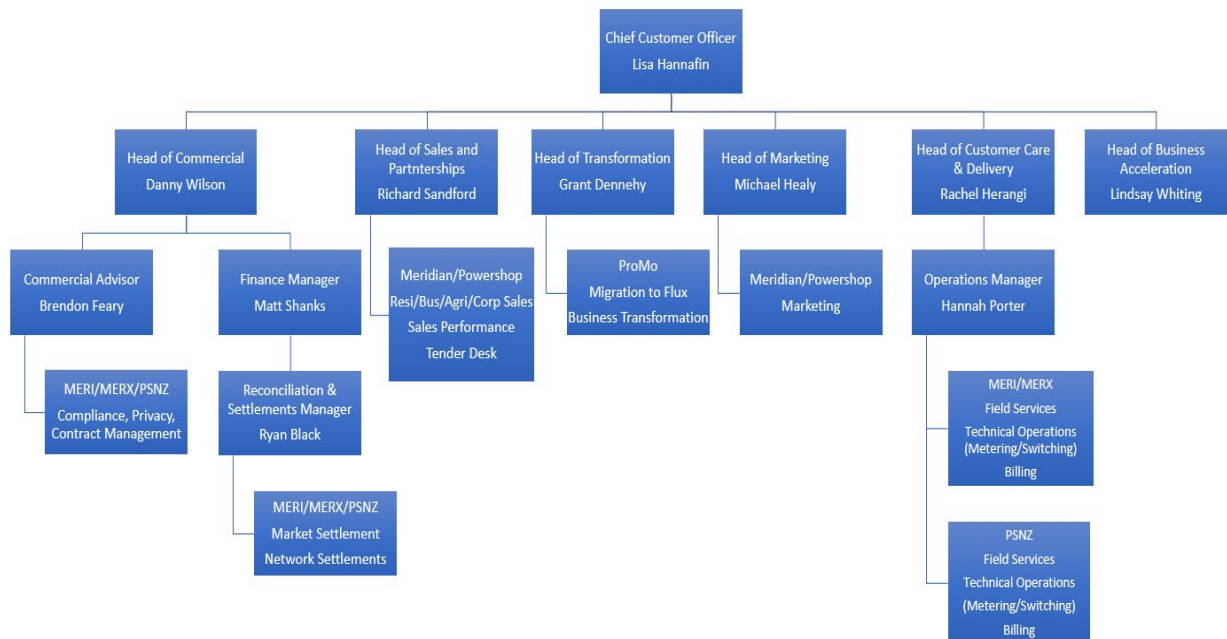 Chief Customer Officer
Lisa Hannafin
Head of Commercial
Danny Wilson
Head of Sales and
Partnterships
Richard Sandford
Head of Transformation
Grant Dennehy
Head of Marketing
Michael Healy
Head of Customer Care
& Delivery
Rachel Herangi
Head of Business
Acceleration
Lindsay Whiting
Commercial Advisor
Brendon Feary
Finance Manager
Matt Shanks
Meridian/Powershop
Resi/Bus/Agri/Corp Sales
Sales Performance
Tender Desk
ProMo
Migration to Flux
Business Transformation
Meridian/Powershop
Marketing
Operations Manager
Hannah Porter
MERI/MERX/PSNZ
Compliance, Privacy,
Contract Management
Reconciliation &
Settlements Manager
Ryan Black
MERI/MERX
Field Services
Technical Operations
(Metering/Switching)
Billing
MERI/MERX/PSNZ
Market Settlement
Network Settlements
PSNZ
Field Services
Technical Operations
(Metering/Switching)
Billing